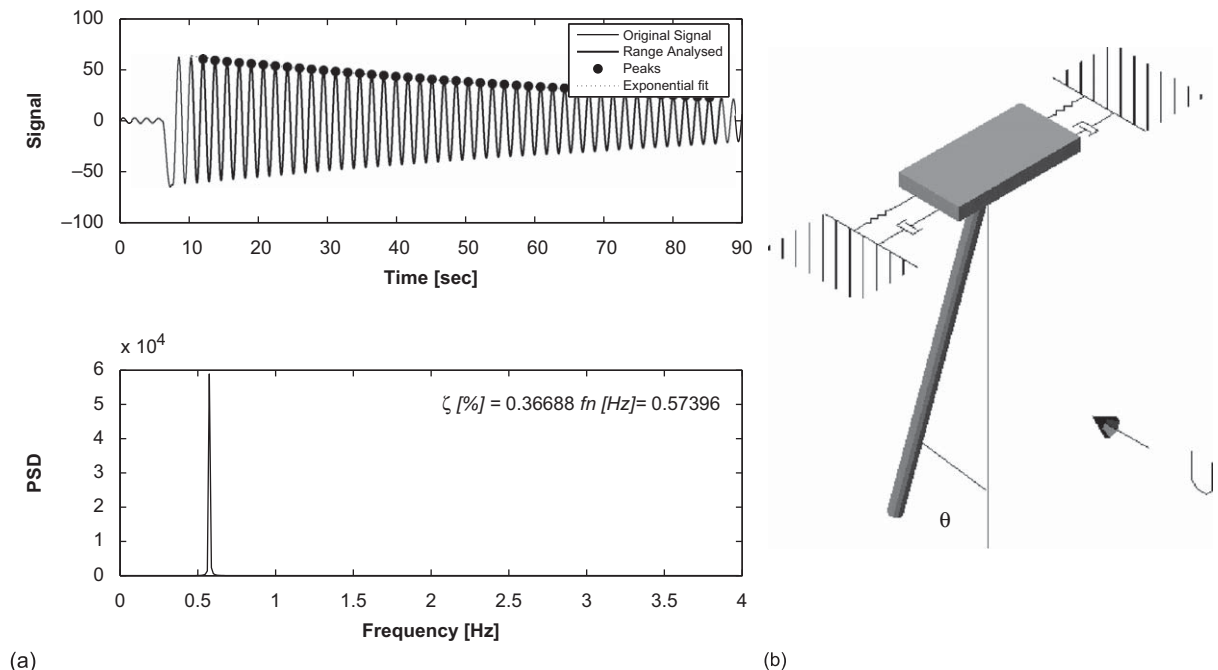 100
50
0
–50
–100
Signal
Original Signal
Range Analysed
Peaks
Exponential fit
0 10 20 30 40 50 60 70 80 90
Time [sec]
x 10^4
6
5
4
3
2
1
0
PSD
ζ [%] = 0.36688 fn [Hz]= 0.57396
0 0.5 1 1.5 2 2.5 3 3.5 4
Frequency [Hz]
(a)
U
θ
(b)